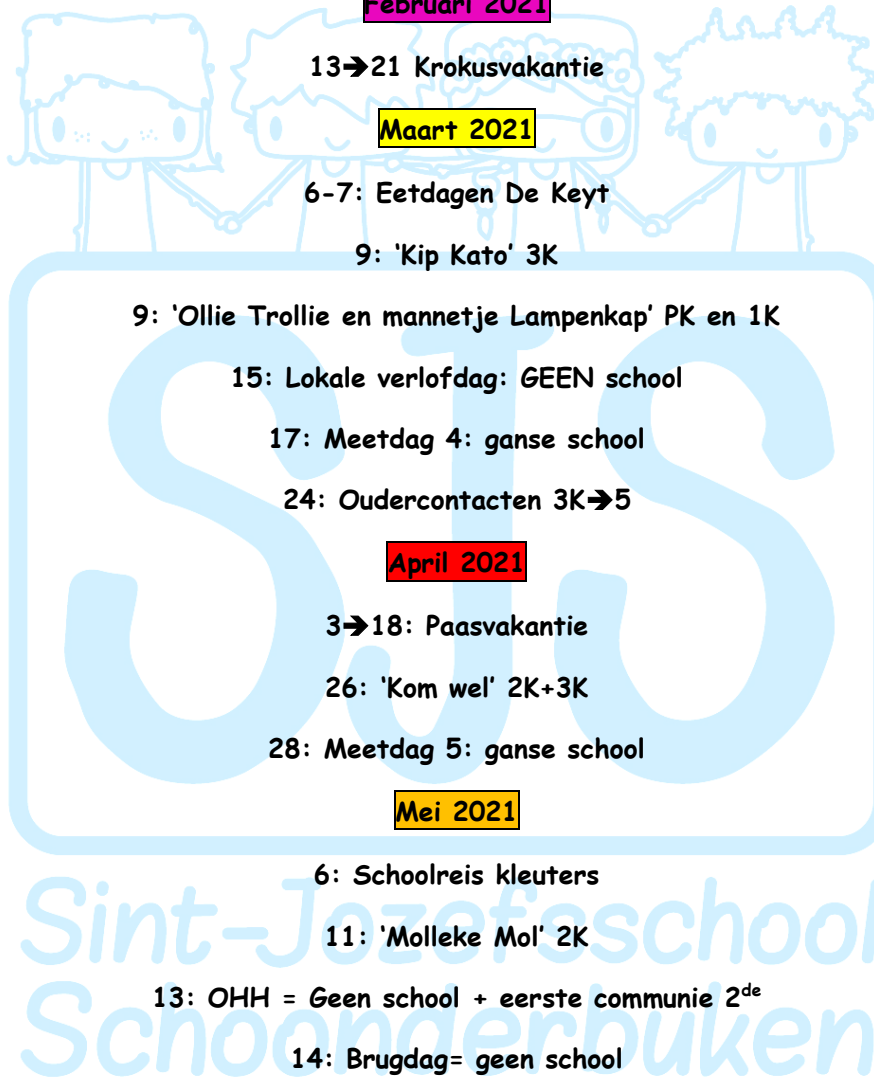 Februari 2021
13➔21 Krokusvakantie
Maart 2021
6-7: Eetdagen De Keyt
9: ‘Kip Kato’ 3K
9: ‘Ollie Trollie en mannetje Lampenkap’ PK en 1K
15: Lokale verlofdag: GEEN school
17: Meetdag 4: ganse school
24: Oudercontacten 3K➔5
April 2021
3➔18: Paasvakantie
26: ‘Kom wel’ 2K+3K
28: Meetdag 5: ganse school
Mei 2021
6: Schoolreis kleuters
11: ‘Molleke Mol’ 2K
13: OHH = Geen school + eerste communie 2de
14: Brugdag= geen school
SJS
Sint-Jozefsschool
Schoonderbuken